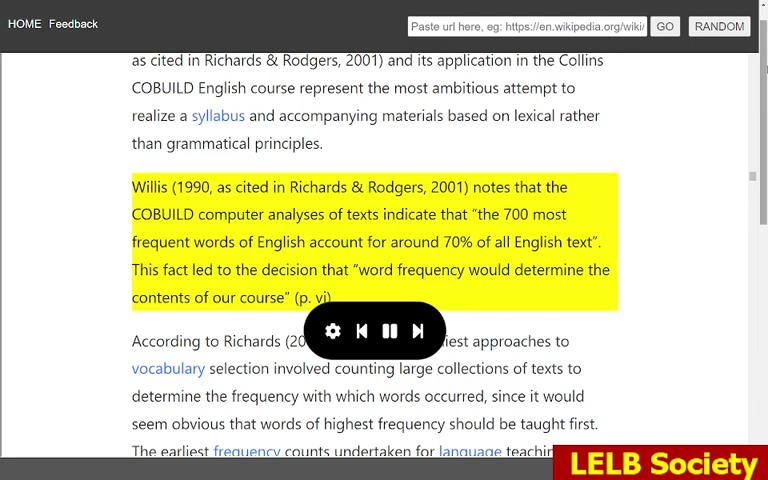 HOME Feedback
Paste url here, eg: https://en.wikipedia.org/wiki/ GO RANDOM
as cited in Richards & Rodgers, 2001) and its application in the Collins
COBUILD English course represent the most ambitious attempt to
realize a syllabus and accompanying materials based on lexical rather
than grammatical principles.
Willis (1990, as cited in Richards & Rodgers, 2001) notes that the
COBUILD computer analyses of texts indicate that “the 700 most
frequent words of English account for around 70% of all English text”.
This fact led to the decision that “word frequency would determine the
contents of our course” (p. vi)
According to Richards (20 approaches to
vocabulary selection involved counting large collections of texts to
determine the frequency with which words occurred, since it would
seem obvious that words of highest frequency should be taught first.
The earliest frequency counts undertaken for language
LELB Society